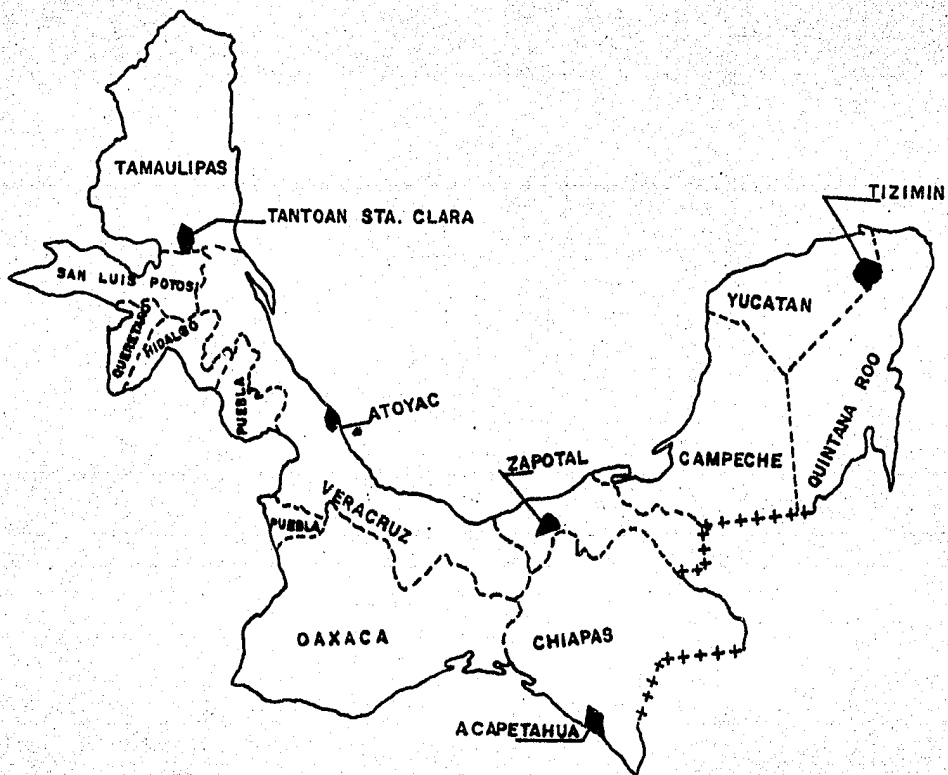 TAMAULIPAS
TIZIMIN
TANTOAN STA. CLARA
SAN LUIS POTOSI
YUCATAN
QUERETARO
HIDALGO
PUEBLA
ATOYAC
QUINTANA ROO
ZAPOTAL
CAMPECHE
VERACRUZ
PUEBLA
OAXACA
CHIAPAS
ACAPETAHUA